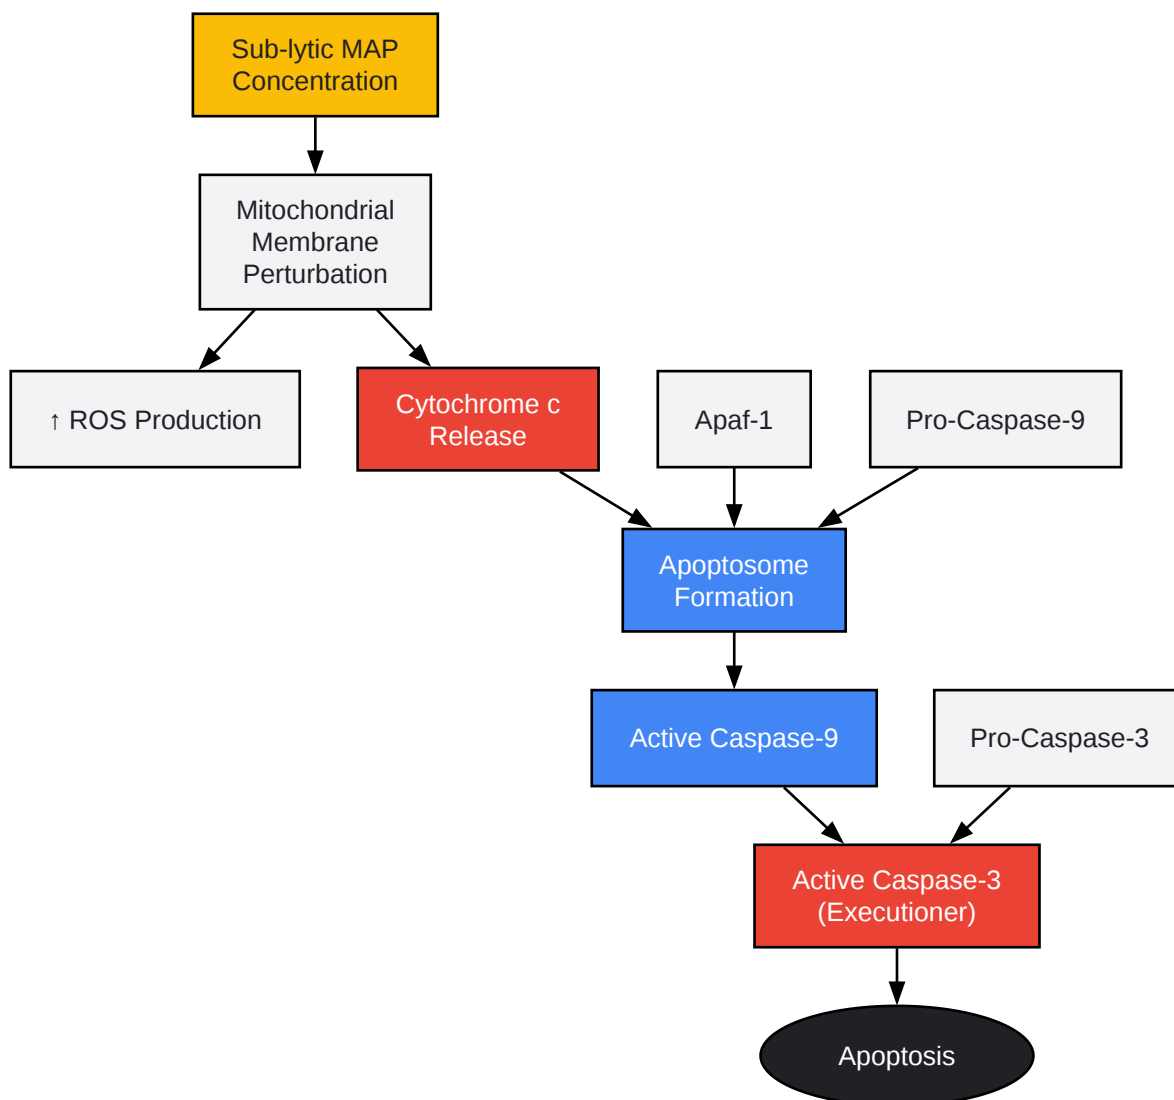 Sub-lytic MAP
Concentration
Mitochondrial
Membrane
Perturbation
↑ ROS Production
Cytochrome c
Release
Apaf-1
Pro-Caspase-9
Apoptosome
Formation
Active Caspase-9
Pro-Caspase-3
Active Caspase-3
(Executioner)
Apoptosis